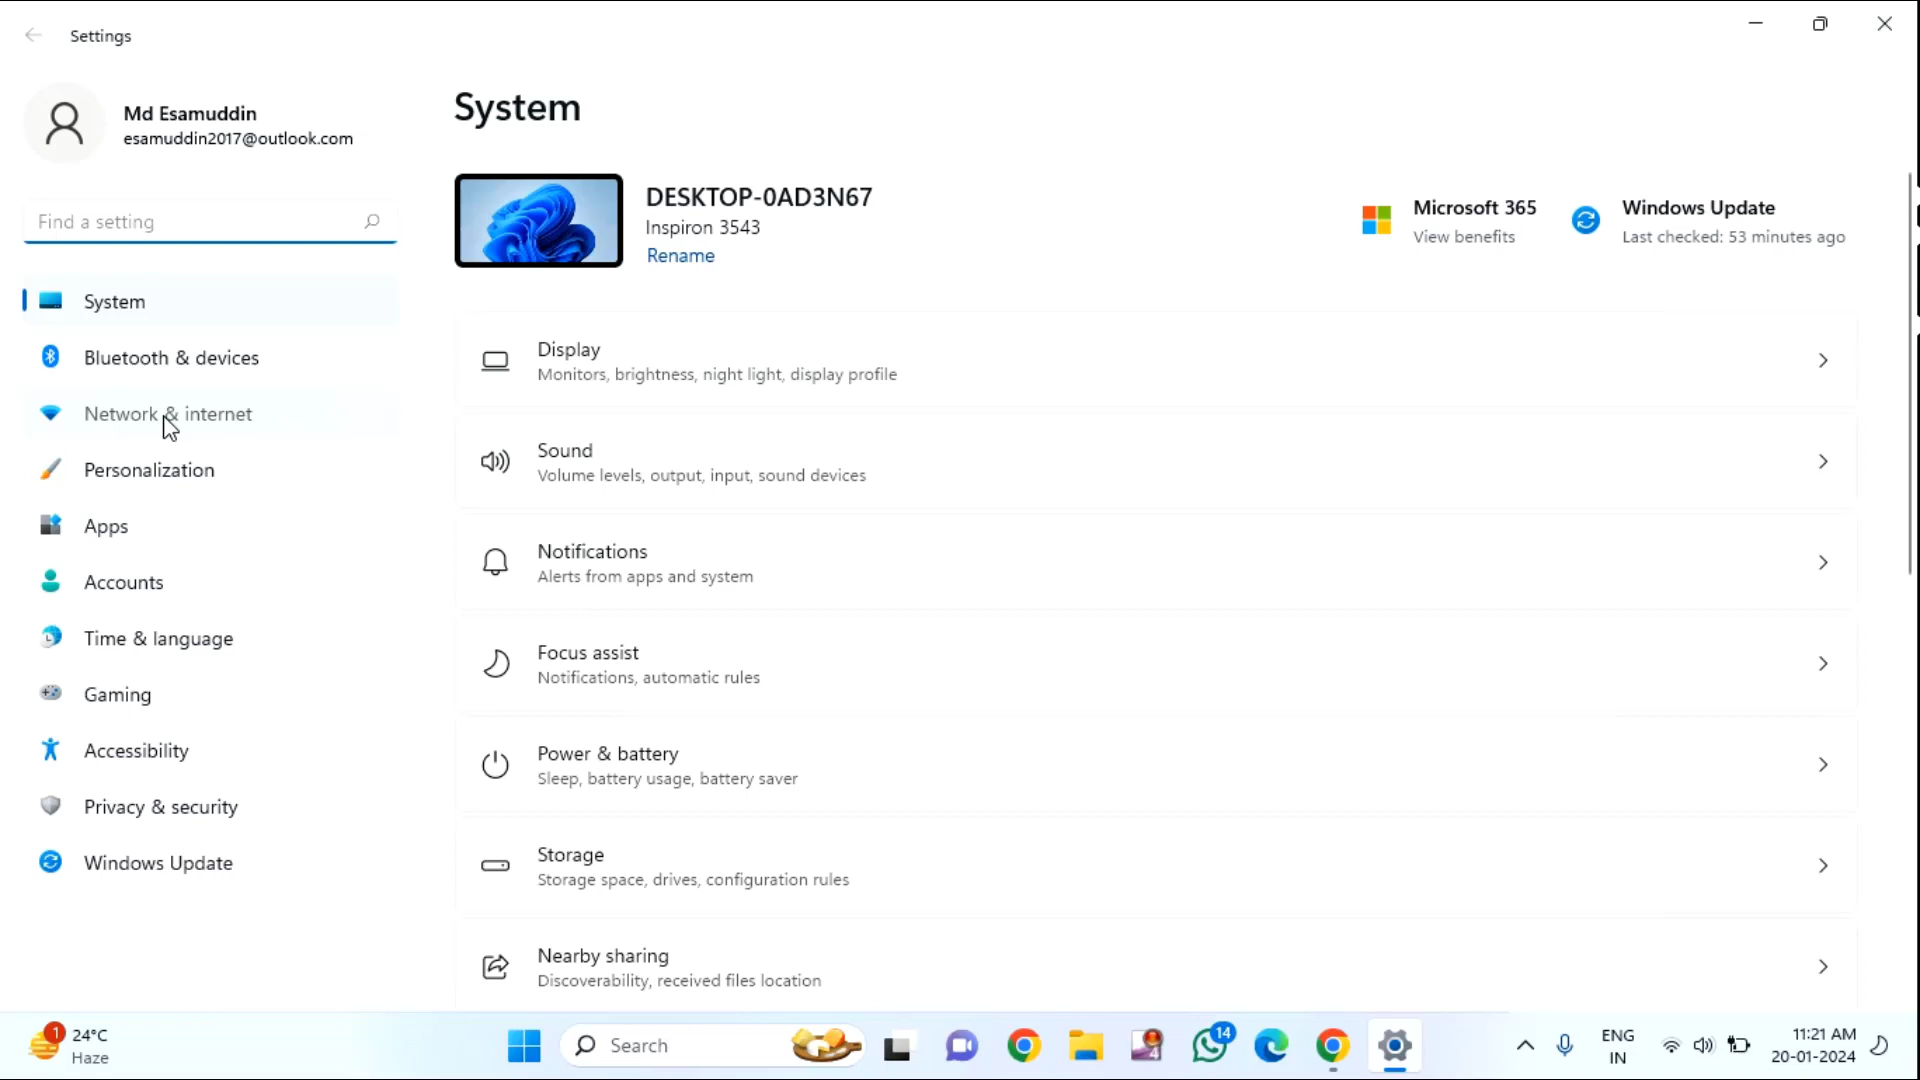 Settings
Md Esamuddin
esamuddin2017@outlook.com
Find a setting
System
Bluetooth & devices
Network & internet
Personalization
Apps
Accounts
Time & language
Gaming
Accessibility
Privacy & security
Windows Update
System
DESKTOP-0AD3N67
Inspiron 3543
Rename
Microsoft 365
View benefits
Windows Update
Last checked: 53 minutes ago
Display
Monitors, brightness, night light, display profile
Sound
Volume levels, output, input, sound devices
Notifications
Alerts from apps and system
Focus assist
Notifications, automatic rules
Power & battery
Sleep, battery usage, battery saver
Storage
Storage space, drives, configuration rules
Nearby sharing
Discoverability, received files location
1
24°C
Haze
Search
4
14
ENG
IN
11:21 AM
20-01-2024